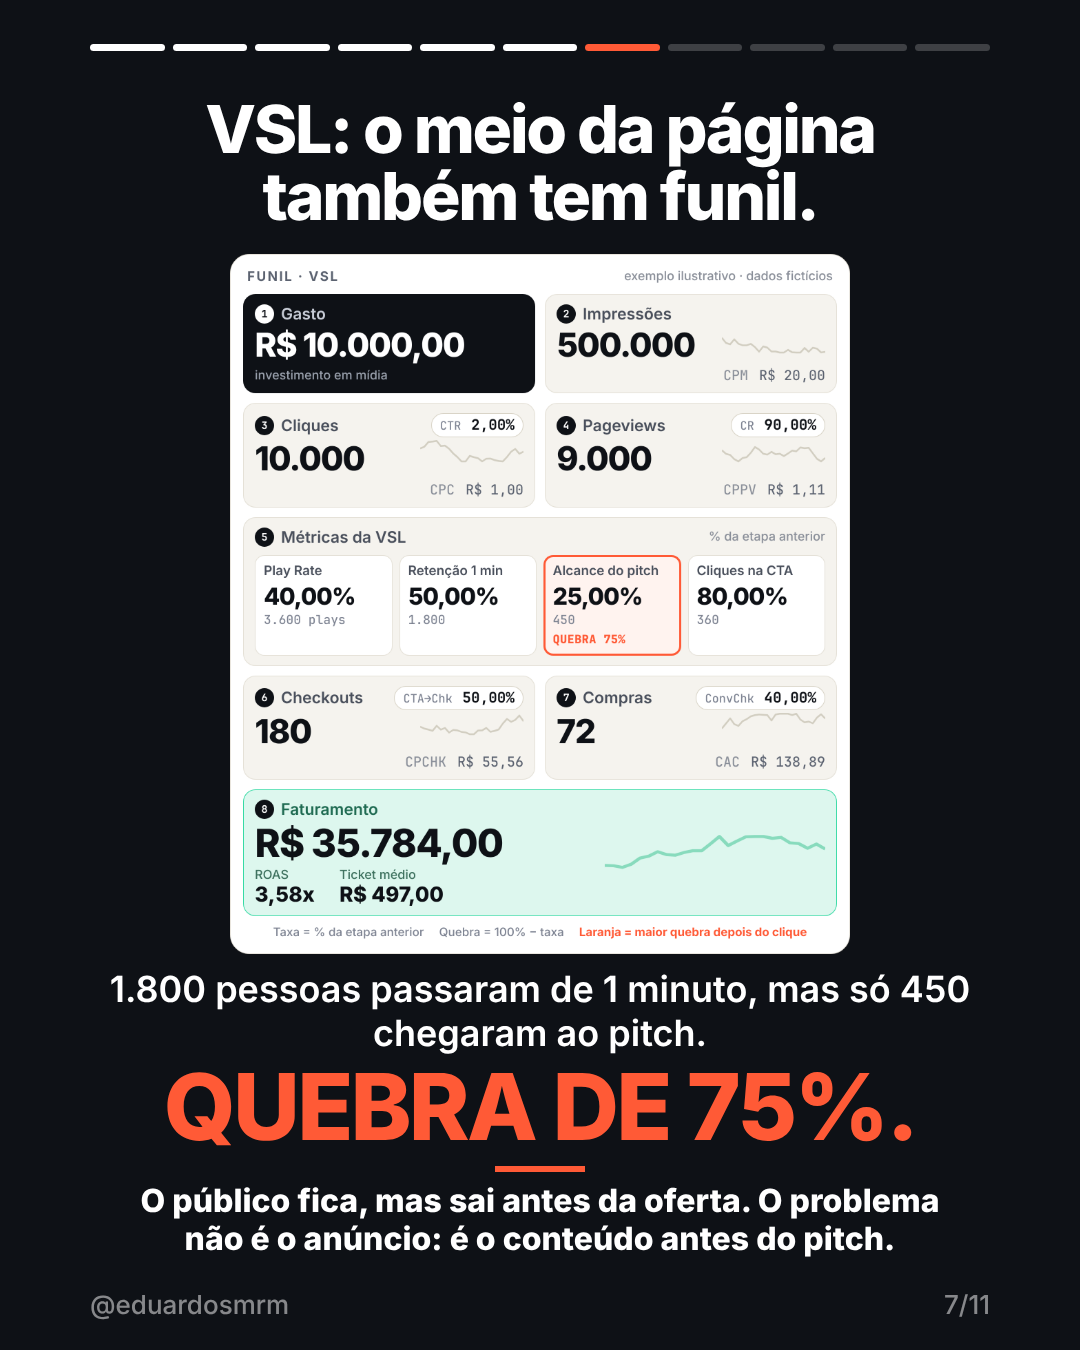 VSL: o meio da página
também tem funil.
FUNIL · VSL
exemplo ilustrativo · dados fictícios
1 Gasto
R$ 10.000,00
investimento em mídia
2 Impressões
500.000
CPM R$ 20,00
3 Cliques
CTR 2,00%
10.000
CPC R$ 1,00
4 Pageviews
CR 90,00%
9.000
CPPV R$ 1,11
5 Métricas da VSL
% da etapa anterior
Play Rate
40,00%
3.600 plays
Retenção 1 min
50,00%
1.800
Alcance do pitch
25,00%
450
QUEBRA 75%
Cliques na CTA
80,00%
360
6 Checkouts
CTA→Chk 50,00%
180
CPCHK R$ 55,56
7 Compras
ConvChk 40,00%
72
CAC R$ 138,89
8 Faturamento
R$ 35.784,00
ROAS
3,58x
Ticket médio
R$ 497,00
Taxa = % da etapa anterior Quebra = 100% − taxa Laranja = maior quebra depois do clique
1.800 pessoas passaram de 1 minuto, mas só 450
chegaram ao pitch.
QUEBRA DE 75%.
O público fica, mas sai antes da oferta. O problema
não é o anúncio: é o conteúdo antes do pitch.
@eduardosmrm
7/11